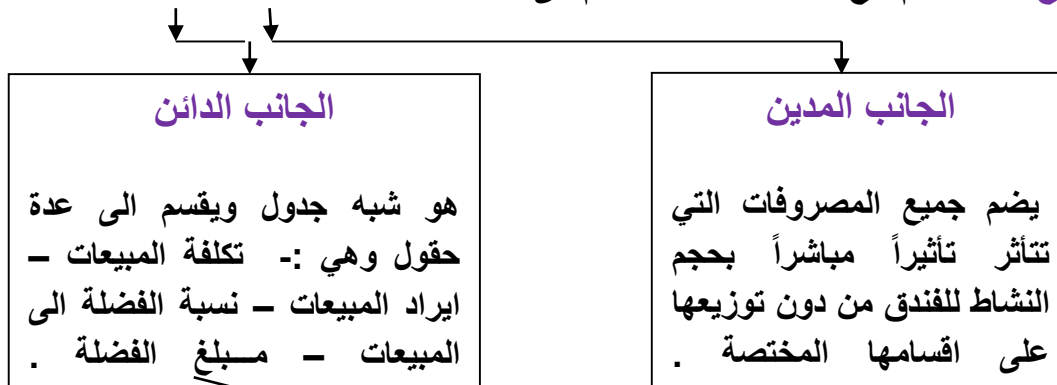 الجانب المدين
يضم جميع المصروفات التي
تتأثر تأثيراً مباشراً بحجم
النشاط للفندق من دون توزيعها
على اقسامها المختصة .
الجانب الدائن
هو شبه جدول ويقسم الى عدة
حقول وهي :- تكلفة المبيعات –
ايراد المبيعات – نسبة الفضلة الى
المبيعات – مــبلغ الفضلة .